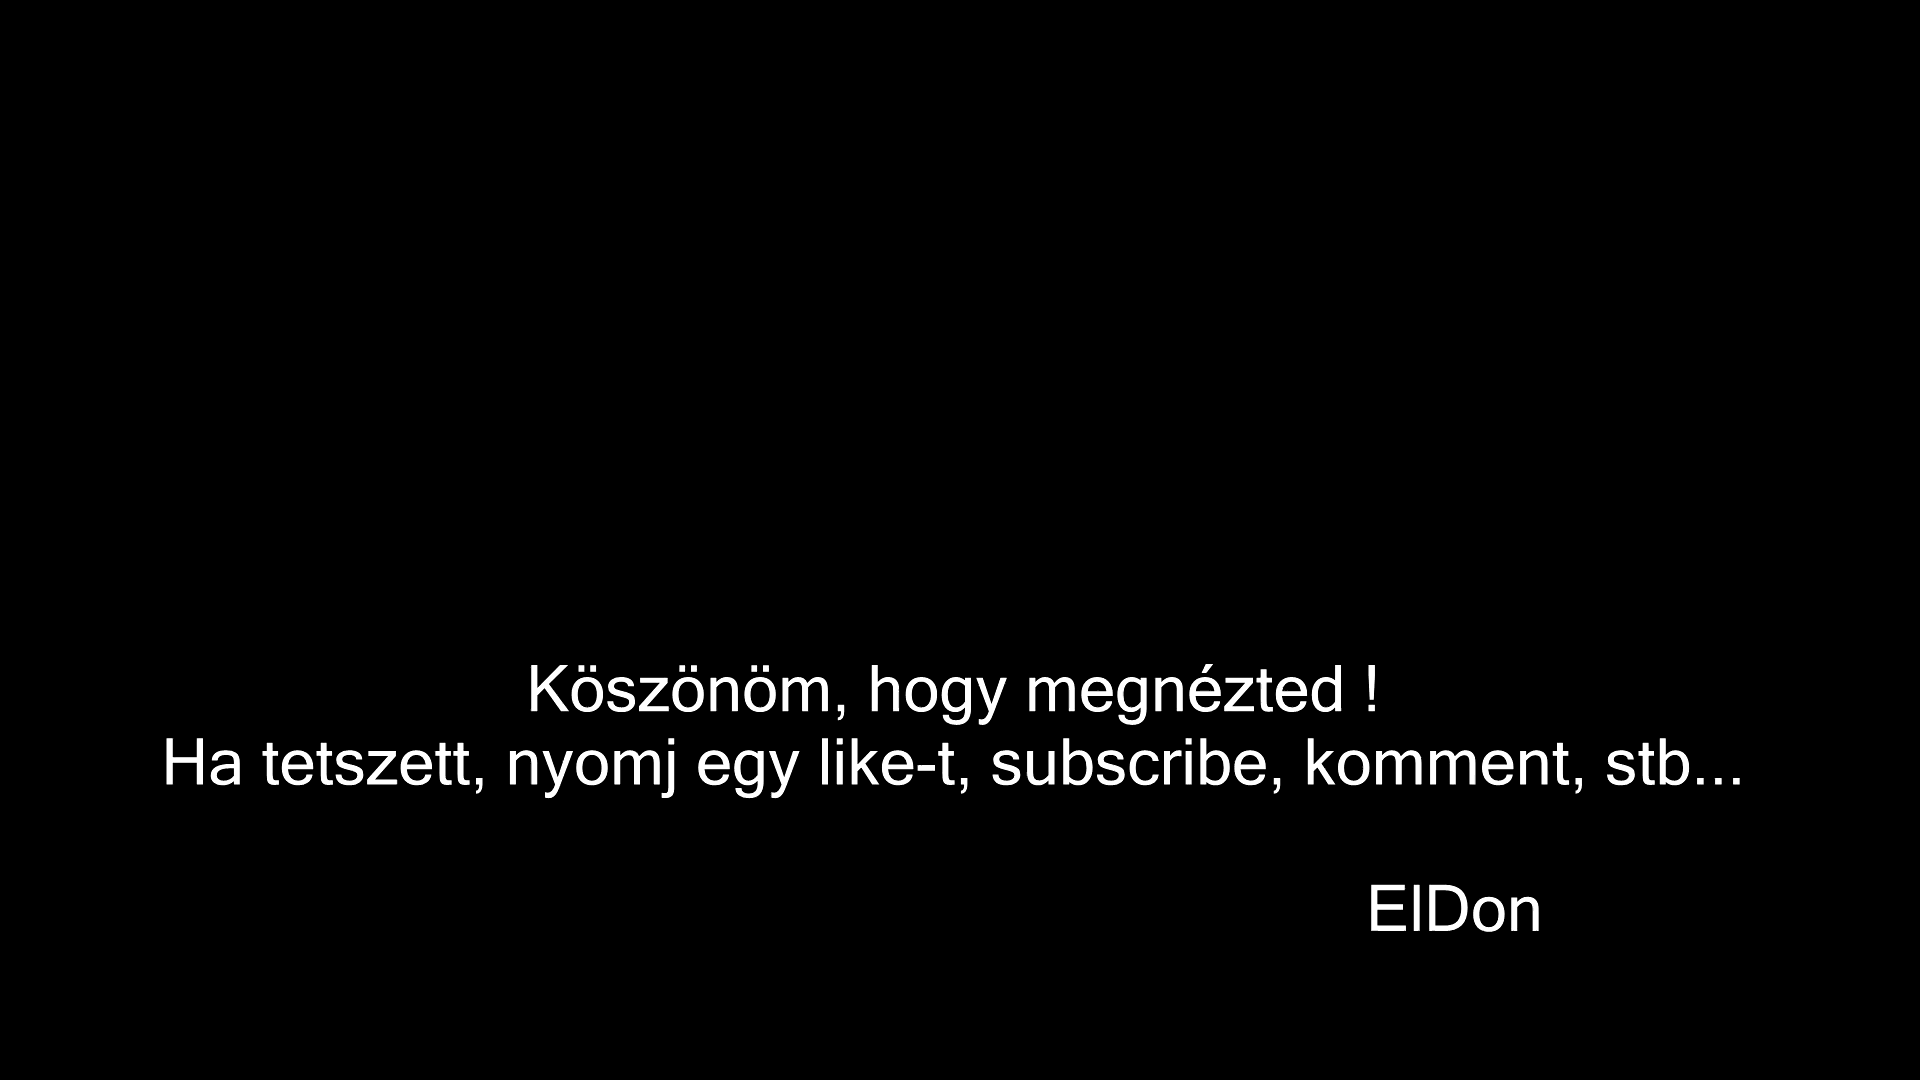 Köszönöm, hogy megnézted !
Ha tetszett, nyomj egy like-t, subscribe, komment, stb...
ElDon